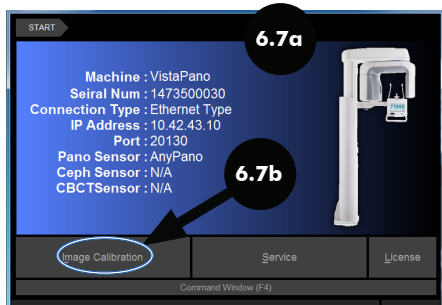 START
6.7a
Machine : VistaPano
Seiral Num : 1473500030
Connection Type : Ethernet Type
IP Address : 10.42.43.10
Port : 20130
Pano Sensor : AnyPano
Ceph Sensor : N/A
CBCTSensor : N/A
6.7b
Image Calibration
Service
License
Command Window (F4)